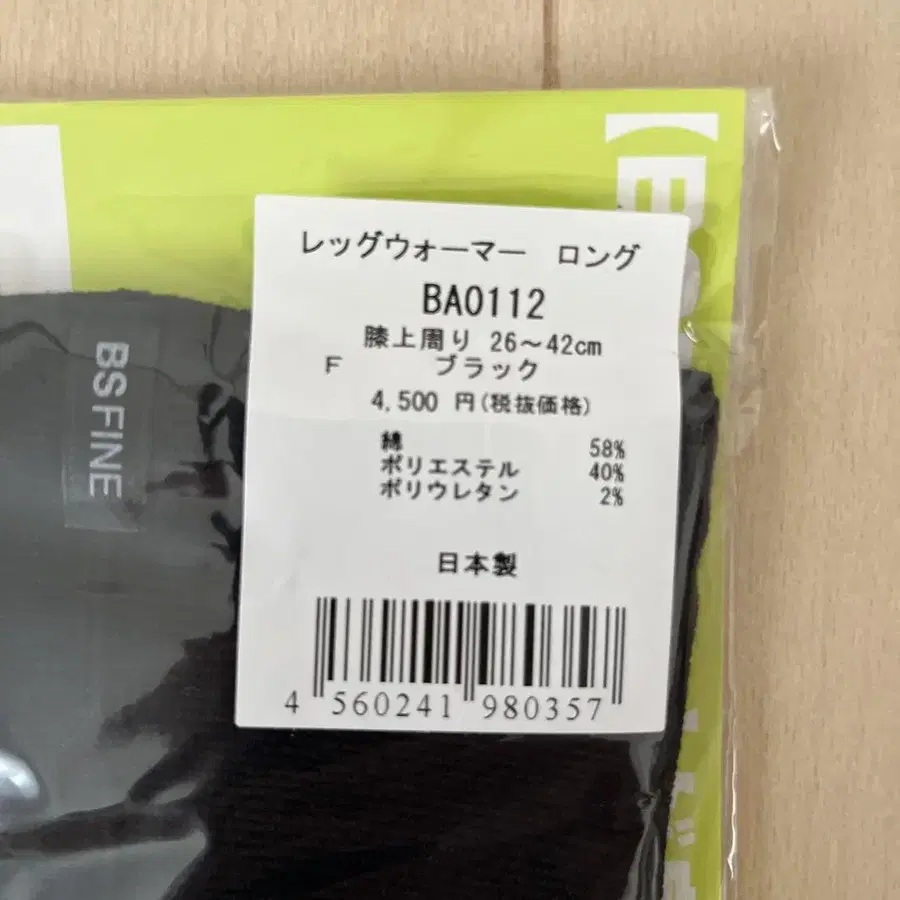 レッグウォーマー ロング
BA0112
膝上周り 26～42cm
F ブラック
4,500 円(税抜価格)
綿 58%
ポリエステル 40%
ポリウレタン 2%
日本製
4 560241 980357
BSFINE